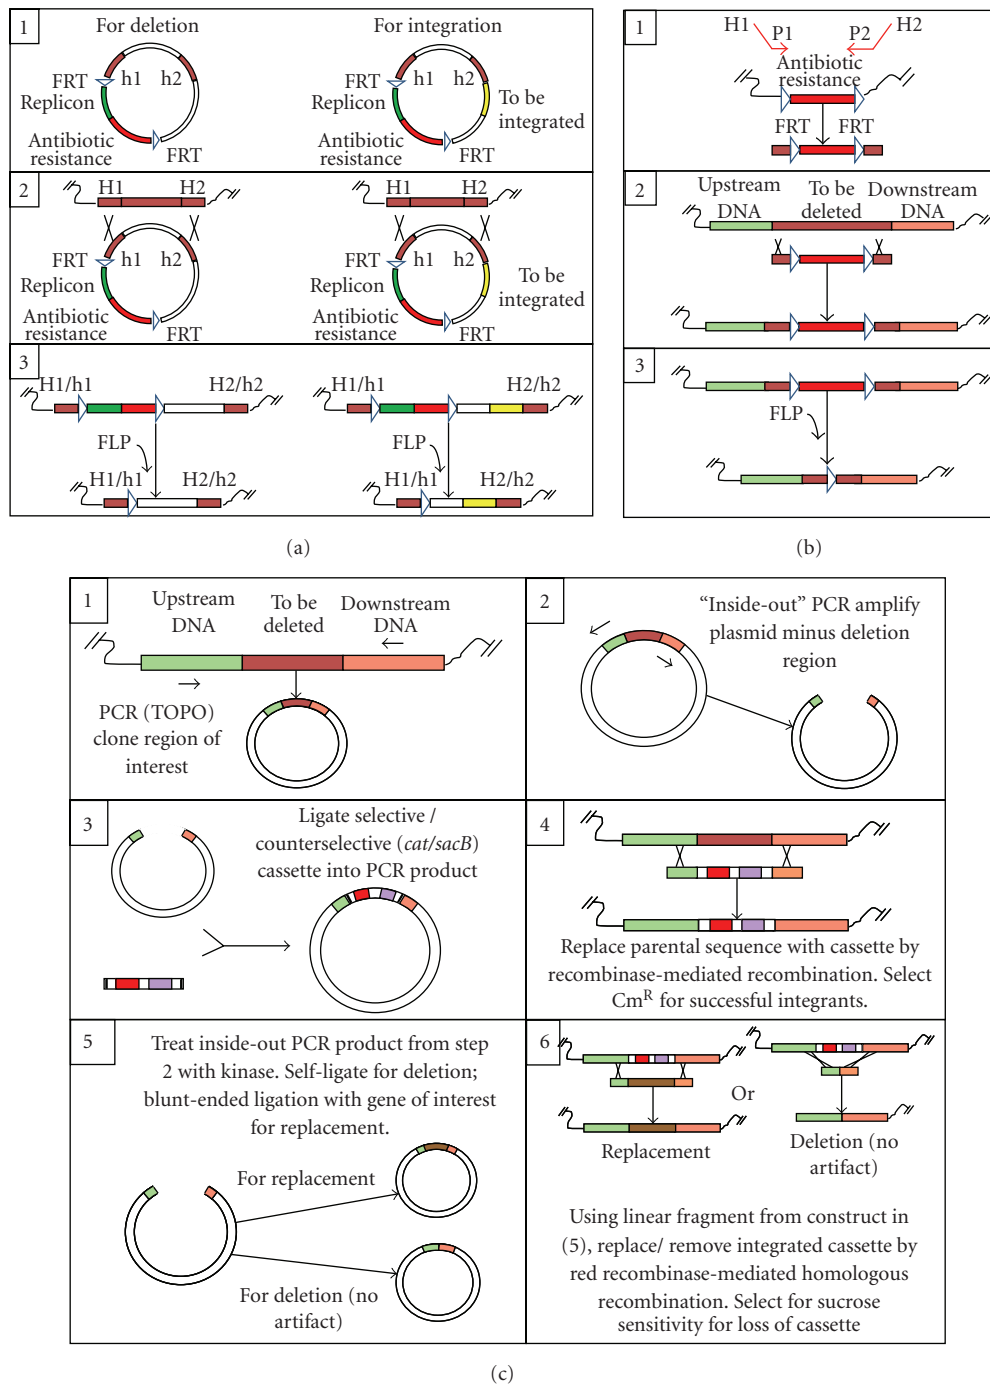 1
For deletion
For integration
h1 h2
FRT
Replicon
Antibiotic
resistance
FRT
h1 h2
FRT
Replicon
To be
integrated
Antibiotic
resistance
FRT
2
H1 H2
h1 h2
FRT
Replicon
Antibiotic
resistance
FRT
H1 H2
h1 h2
FRT
Replicon
To be
integrated
Antibiotic
resistance
FRT
3
H1/h1 H2/h2
FLP
H1/h1 H2/h2
H1/h1 H2/h2
FLP
H1/h1 H2/h2
(a)
1
H1 P1 P2 H2
Antibiotic
resistance
FRT FRT
2
Upstream
DNA
To be
deleted
Downstream
DNA
3
FLP
(b)
1
Upstream
DNA
To be
deleted
Downstream
DNA
PCR (TOPO)
clone region of
interest
2
“Inside-out” PCR amplify
plasmid minus deletion
region
3
Ligate selective /
counterselective (cat/sacB)
cassette into PCR product
4
Replace parental sequence with cassette by
recombinase-mediated recombination. Select
CmR for successful integrants.
5
Treat inside-out PCR product from step
2 with kinase. Self-ligate for deletion;
blunt-ended ligation with gene of interest
for replacement.
For replacement
For deletion (no
artifact)
6
Or
Replacement
Deletion (no
artifact)
Using linear fragment from construct in
(5), replace/ remove integrated cassette by
red recombinase-mediated homologous
recombination. Select for sucrose
sensitivity for loss of cassette
(c)